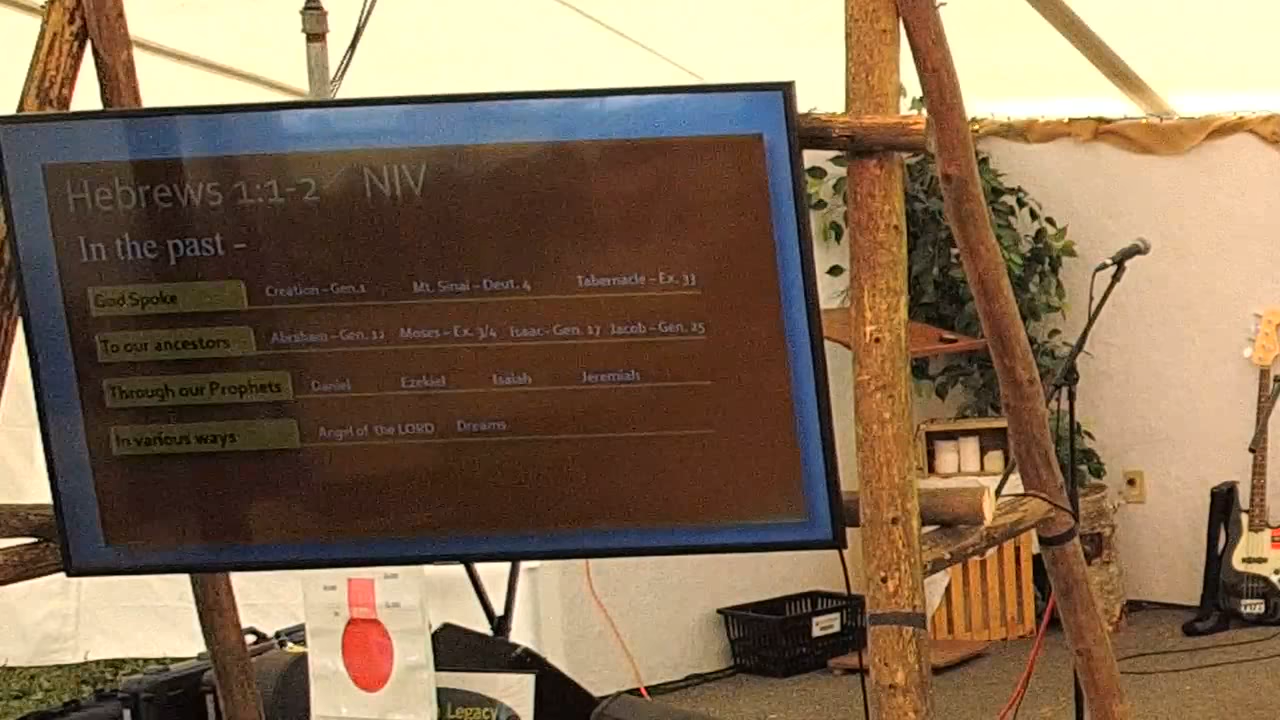 Hebrews 1:1-2 NIV
In the past –
God Spoke Creation – Gen.1 Mt. Sinai – Deut. 4 Tabernacle – Ex. 33
To our ancestors Abraham – Gen. 12 Moses – Ex. 3/4 Isaac – Gen. 17 Jacob – Gen. 25
Through our Prophets Daniel Ezekiel Isaiah Jeremiah
In various ways Angel of the LORD Dreams
Legacy